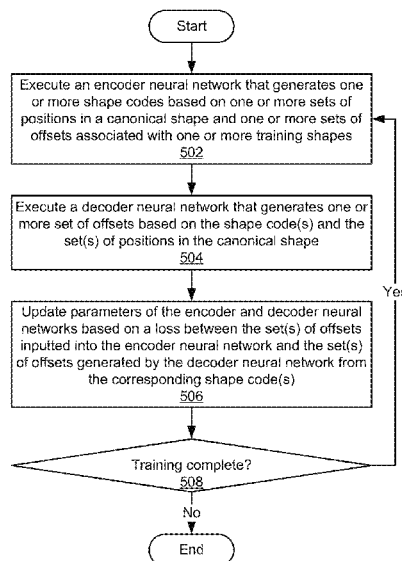 Start
Execute an encoder neural network that generates one
or more shape codes based on one or more sets of
positions in a canonical shape and one or more sets of
offsets associated with one or more training shapes
502
Execute a decoder neural network that generates one or
more set of offsets based on the shape code(s) and the
set(s) of positions in the canonical shape
504
Yes
Update parameters of the encoder and decoder neural
networks based on a loss between the set(s) of offsets
inputted into the encoder neural network and the set(s)
of offsets generated by the decoder neural network from
the corresponding shape code(s)
506
Training complete?
508
No
End